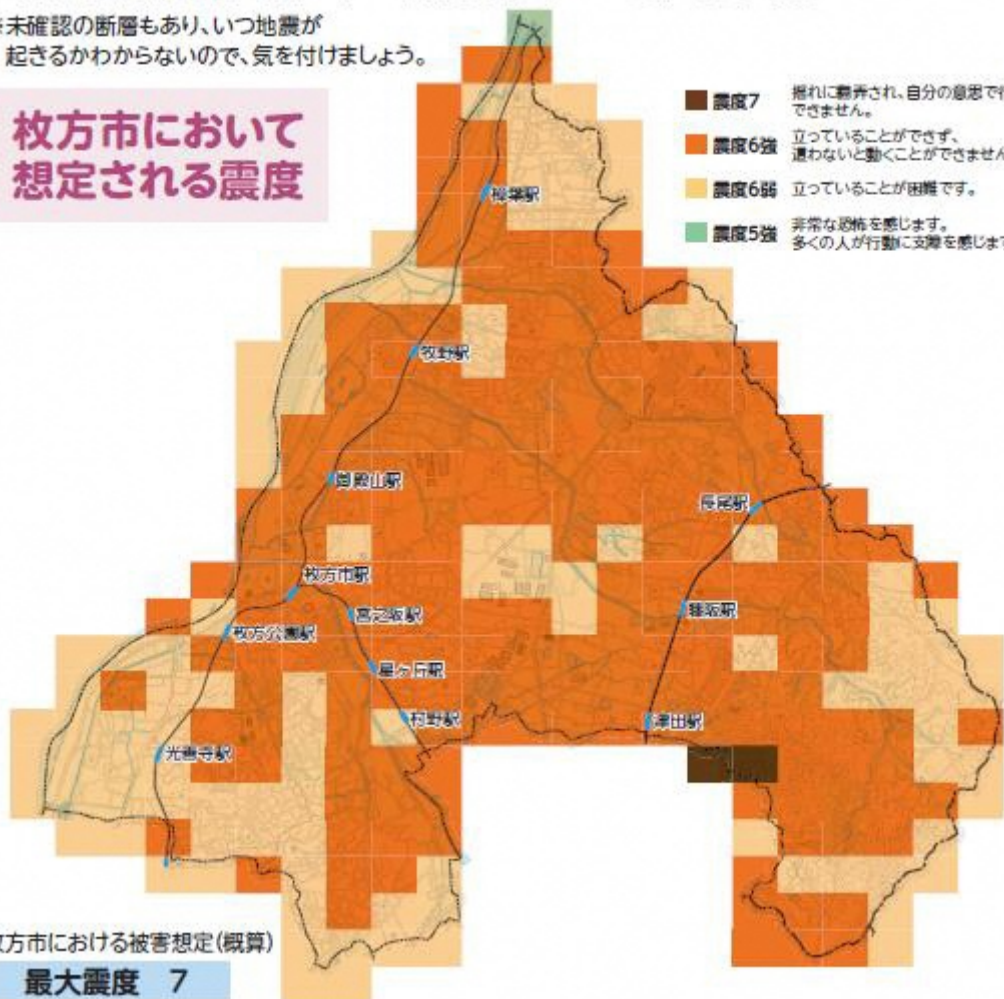 ※未確認の断層もあり、いつ地震が
起きるかわからないので、気を付けましょう。
枚方市において
想定される震度
震度7 揺れに翻弄され、自分の意思で行
できません。
震度6強 立っていることができず、
這わないと動くことができません
震度6弱 立っていることが困難です。
震度5強 非常な恐怖を感じます。
多くの人が行動に支障を感じます
樟葉駅
牧野駅
御殿山駅
長尾駅
枚方市駅
宮之阪駅
藤阪駅
枚方公園駅
星ヶ丘駅
村野駅
津田駅
光善寺駅
枚方市における被害想定(概算)
最大震度 7